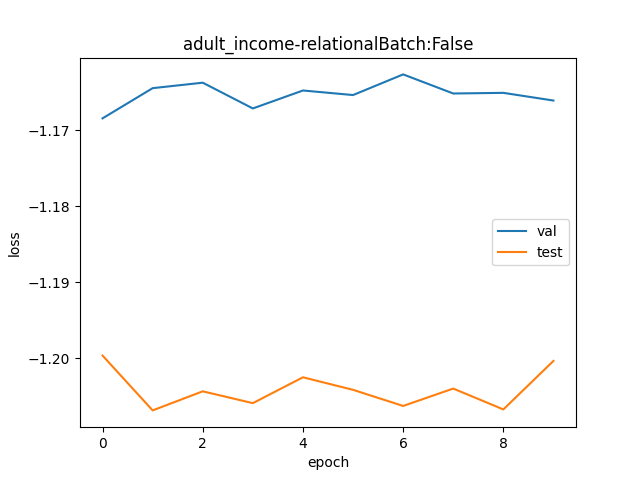 adult_income-relationalBatch:False
loss
−1.17
−1.18
−1.19
−1.20
val
test
0
2
4
6
8
epoch